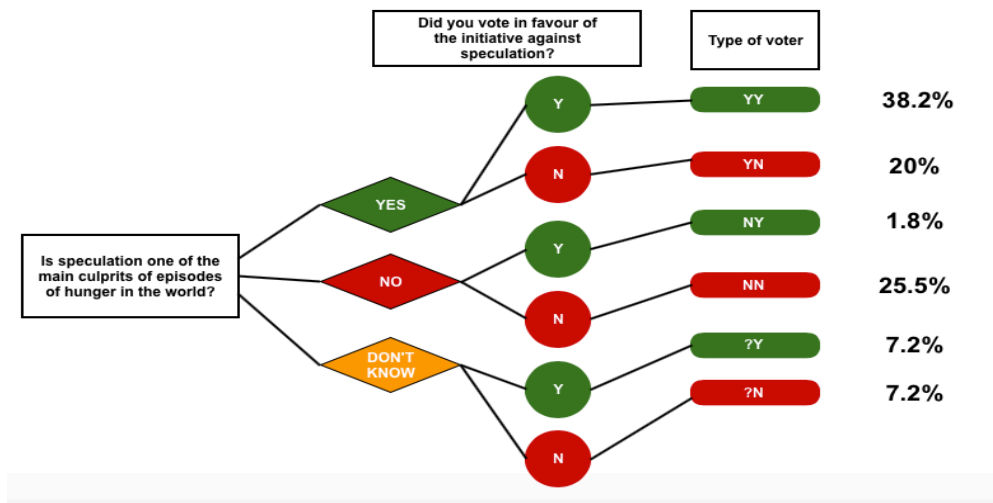 Did you vote in favour of
the initiative against
speculation?
Type of voter
Y
YY
38.2%
N
YN
20%
YES
Y
NY
1.8%
Is speculation one of the
main culprits of episodes
of hunger in the world?
NO
N
NN
25.5%
DON'T
KNOW
Y
?Y
7.2%
N
?N
7.2%